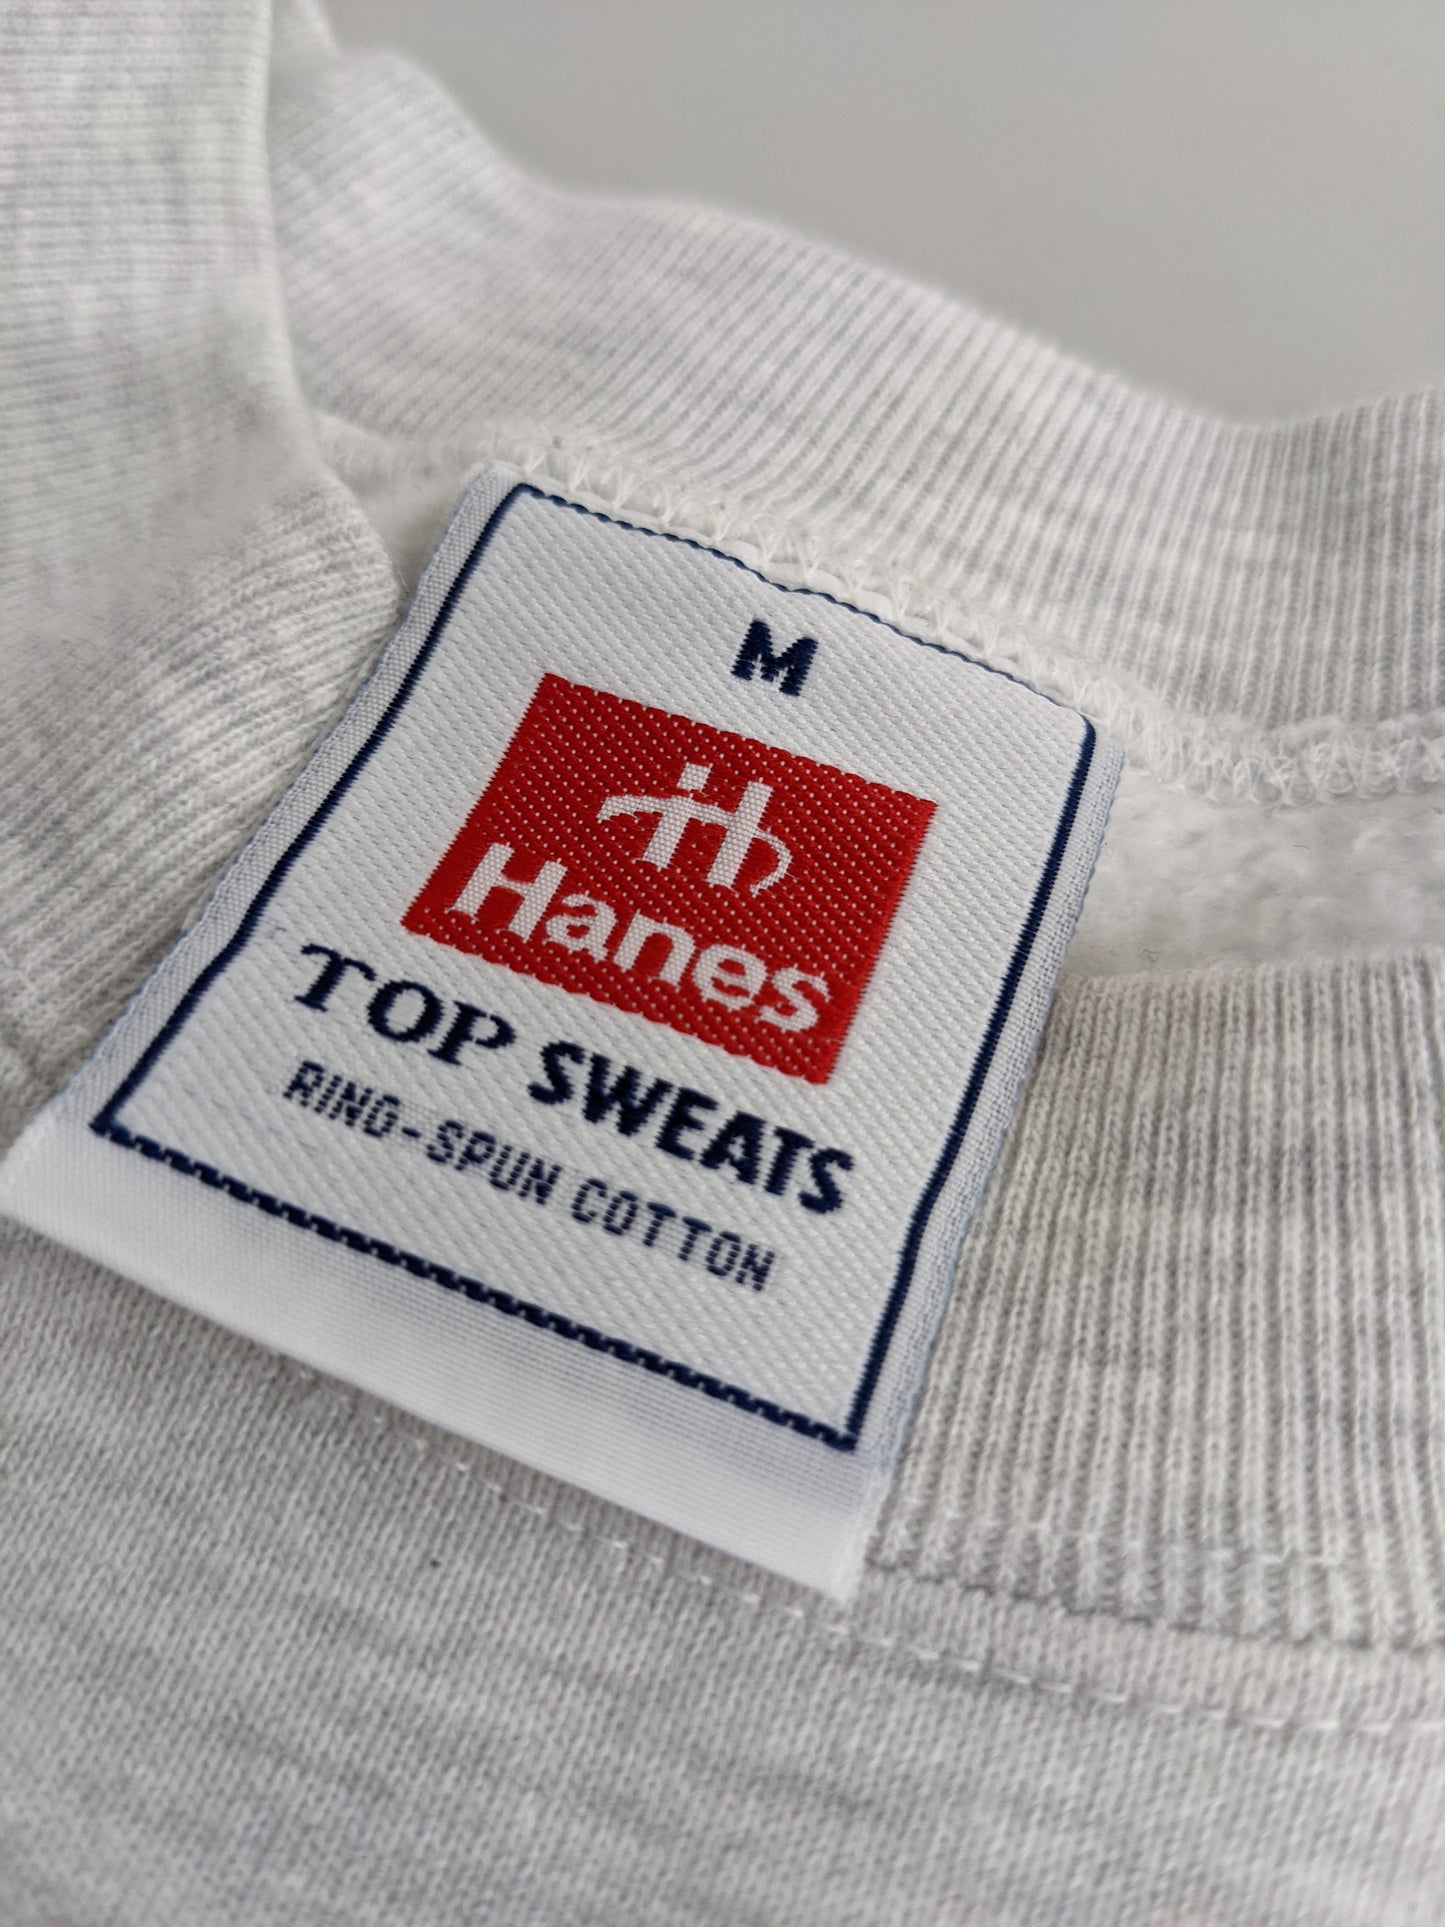 M
Hanes
TOP SWEATS
RING-SPUN COTTON